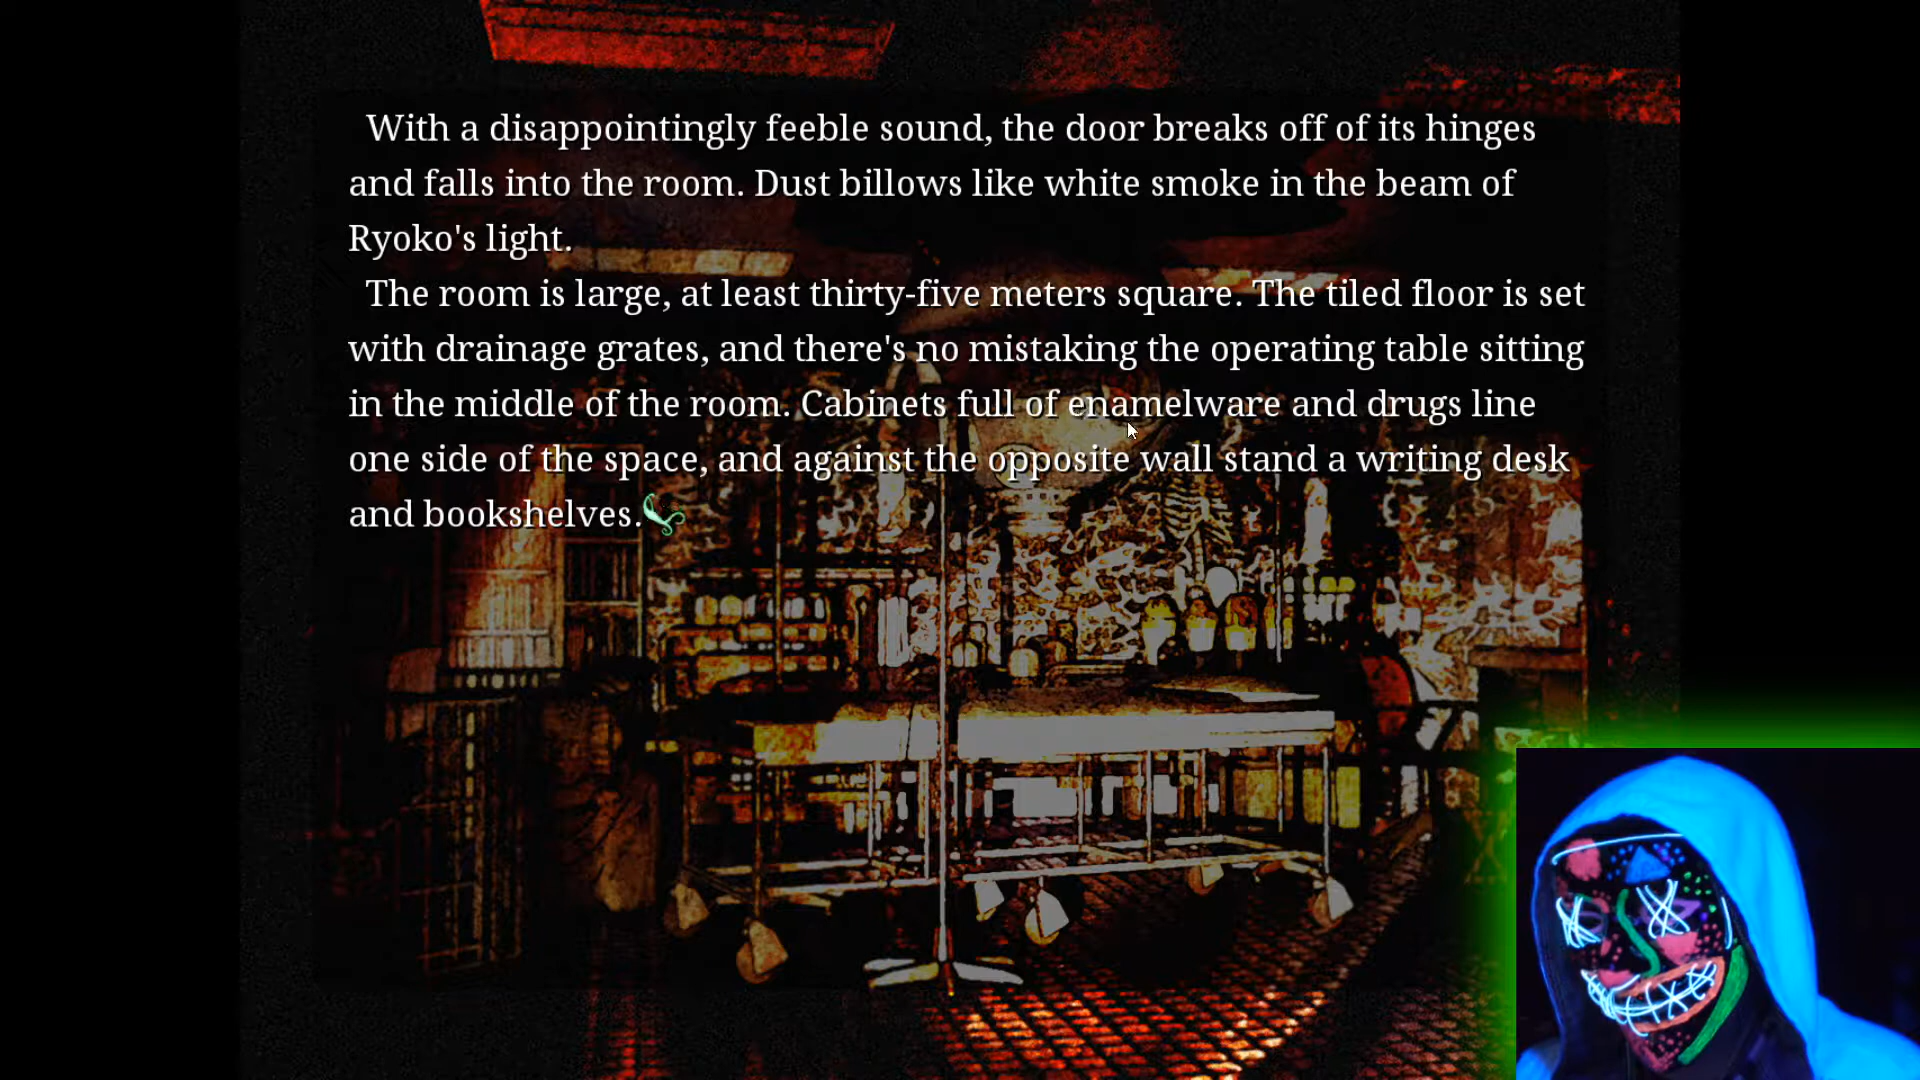 With a disappointingly feeble sound, the door breaks off of its hinges
and falls into the room. Dust billows like white smoke in the beam of
Ryoko's light.
The room is large, at least thirty-five meters square. The tiled floor is set
with drainage grates, and there's no mistaking the operating table sitting
in the middle of the room. Cabinets full of enamelware and drugs line
one side of the space, and against the opposite wall stand a writing desk
and bookshelves.